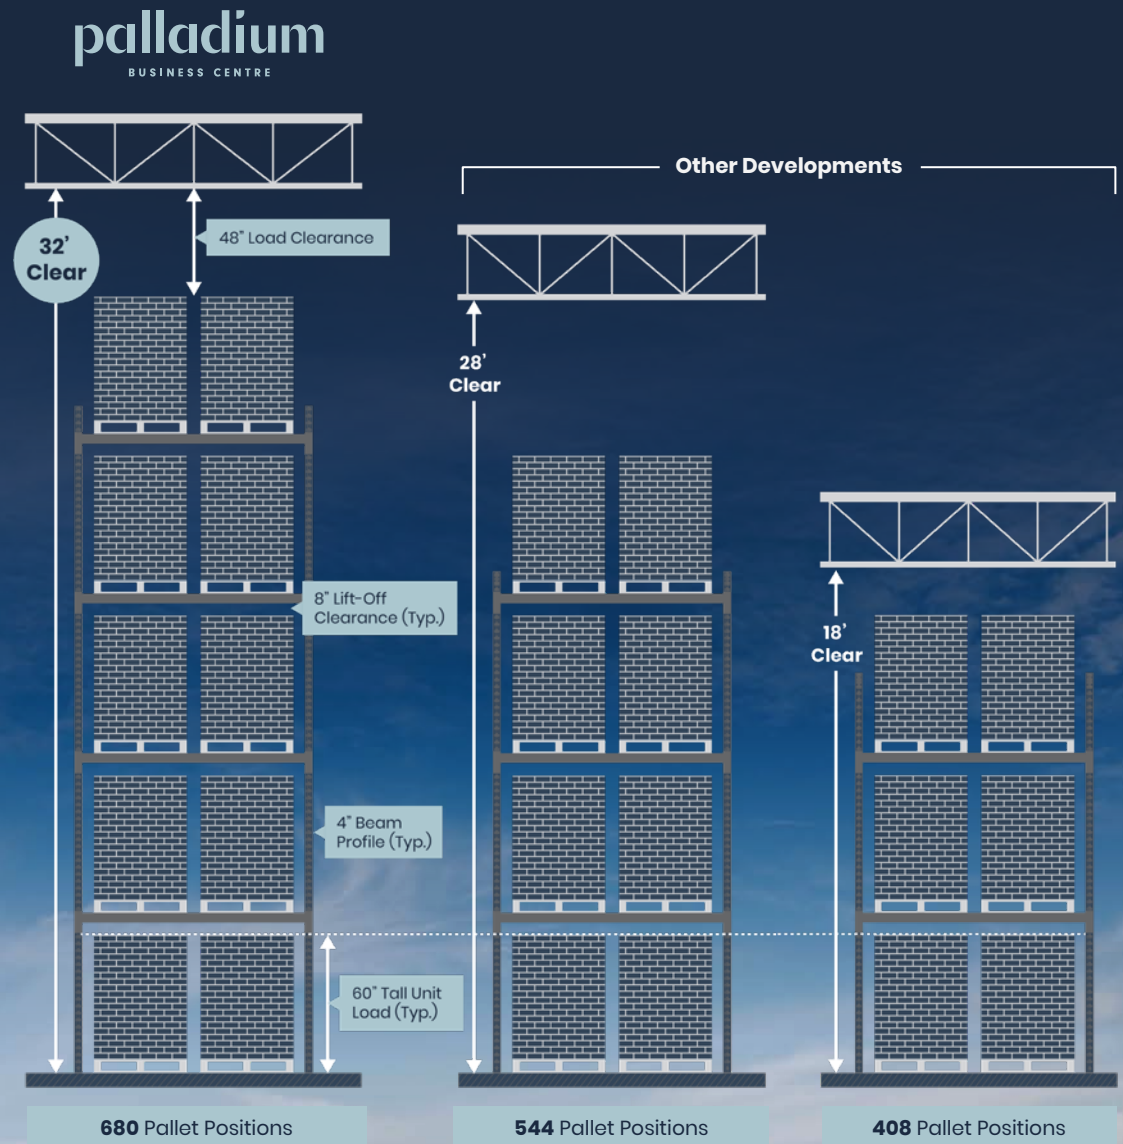 palladium
BUSINESS CENTRE
Other Developments
32'
Clear
48" Load Clearance
28'
Clear
8" Lift-Off
Clearance (Typ.)
18'
Clear
4" Beam
Profile (Typ.)
60" Tall Unit
Load (Typ.)
680 Pallet Positions
544 Pallet Positions
408 Pallet Positions